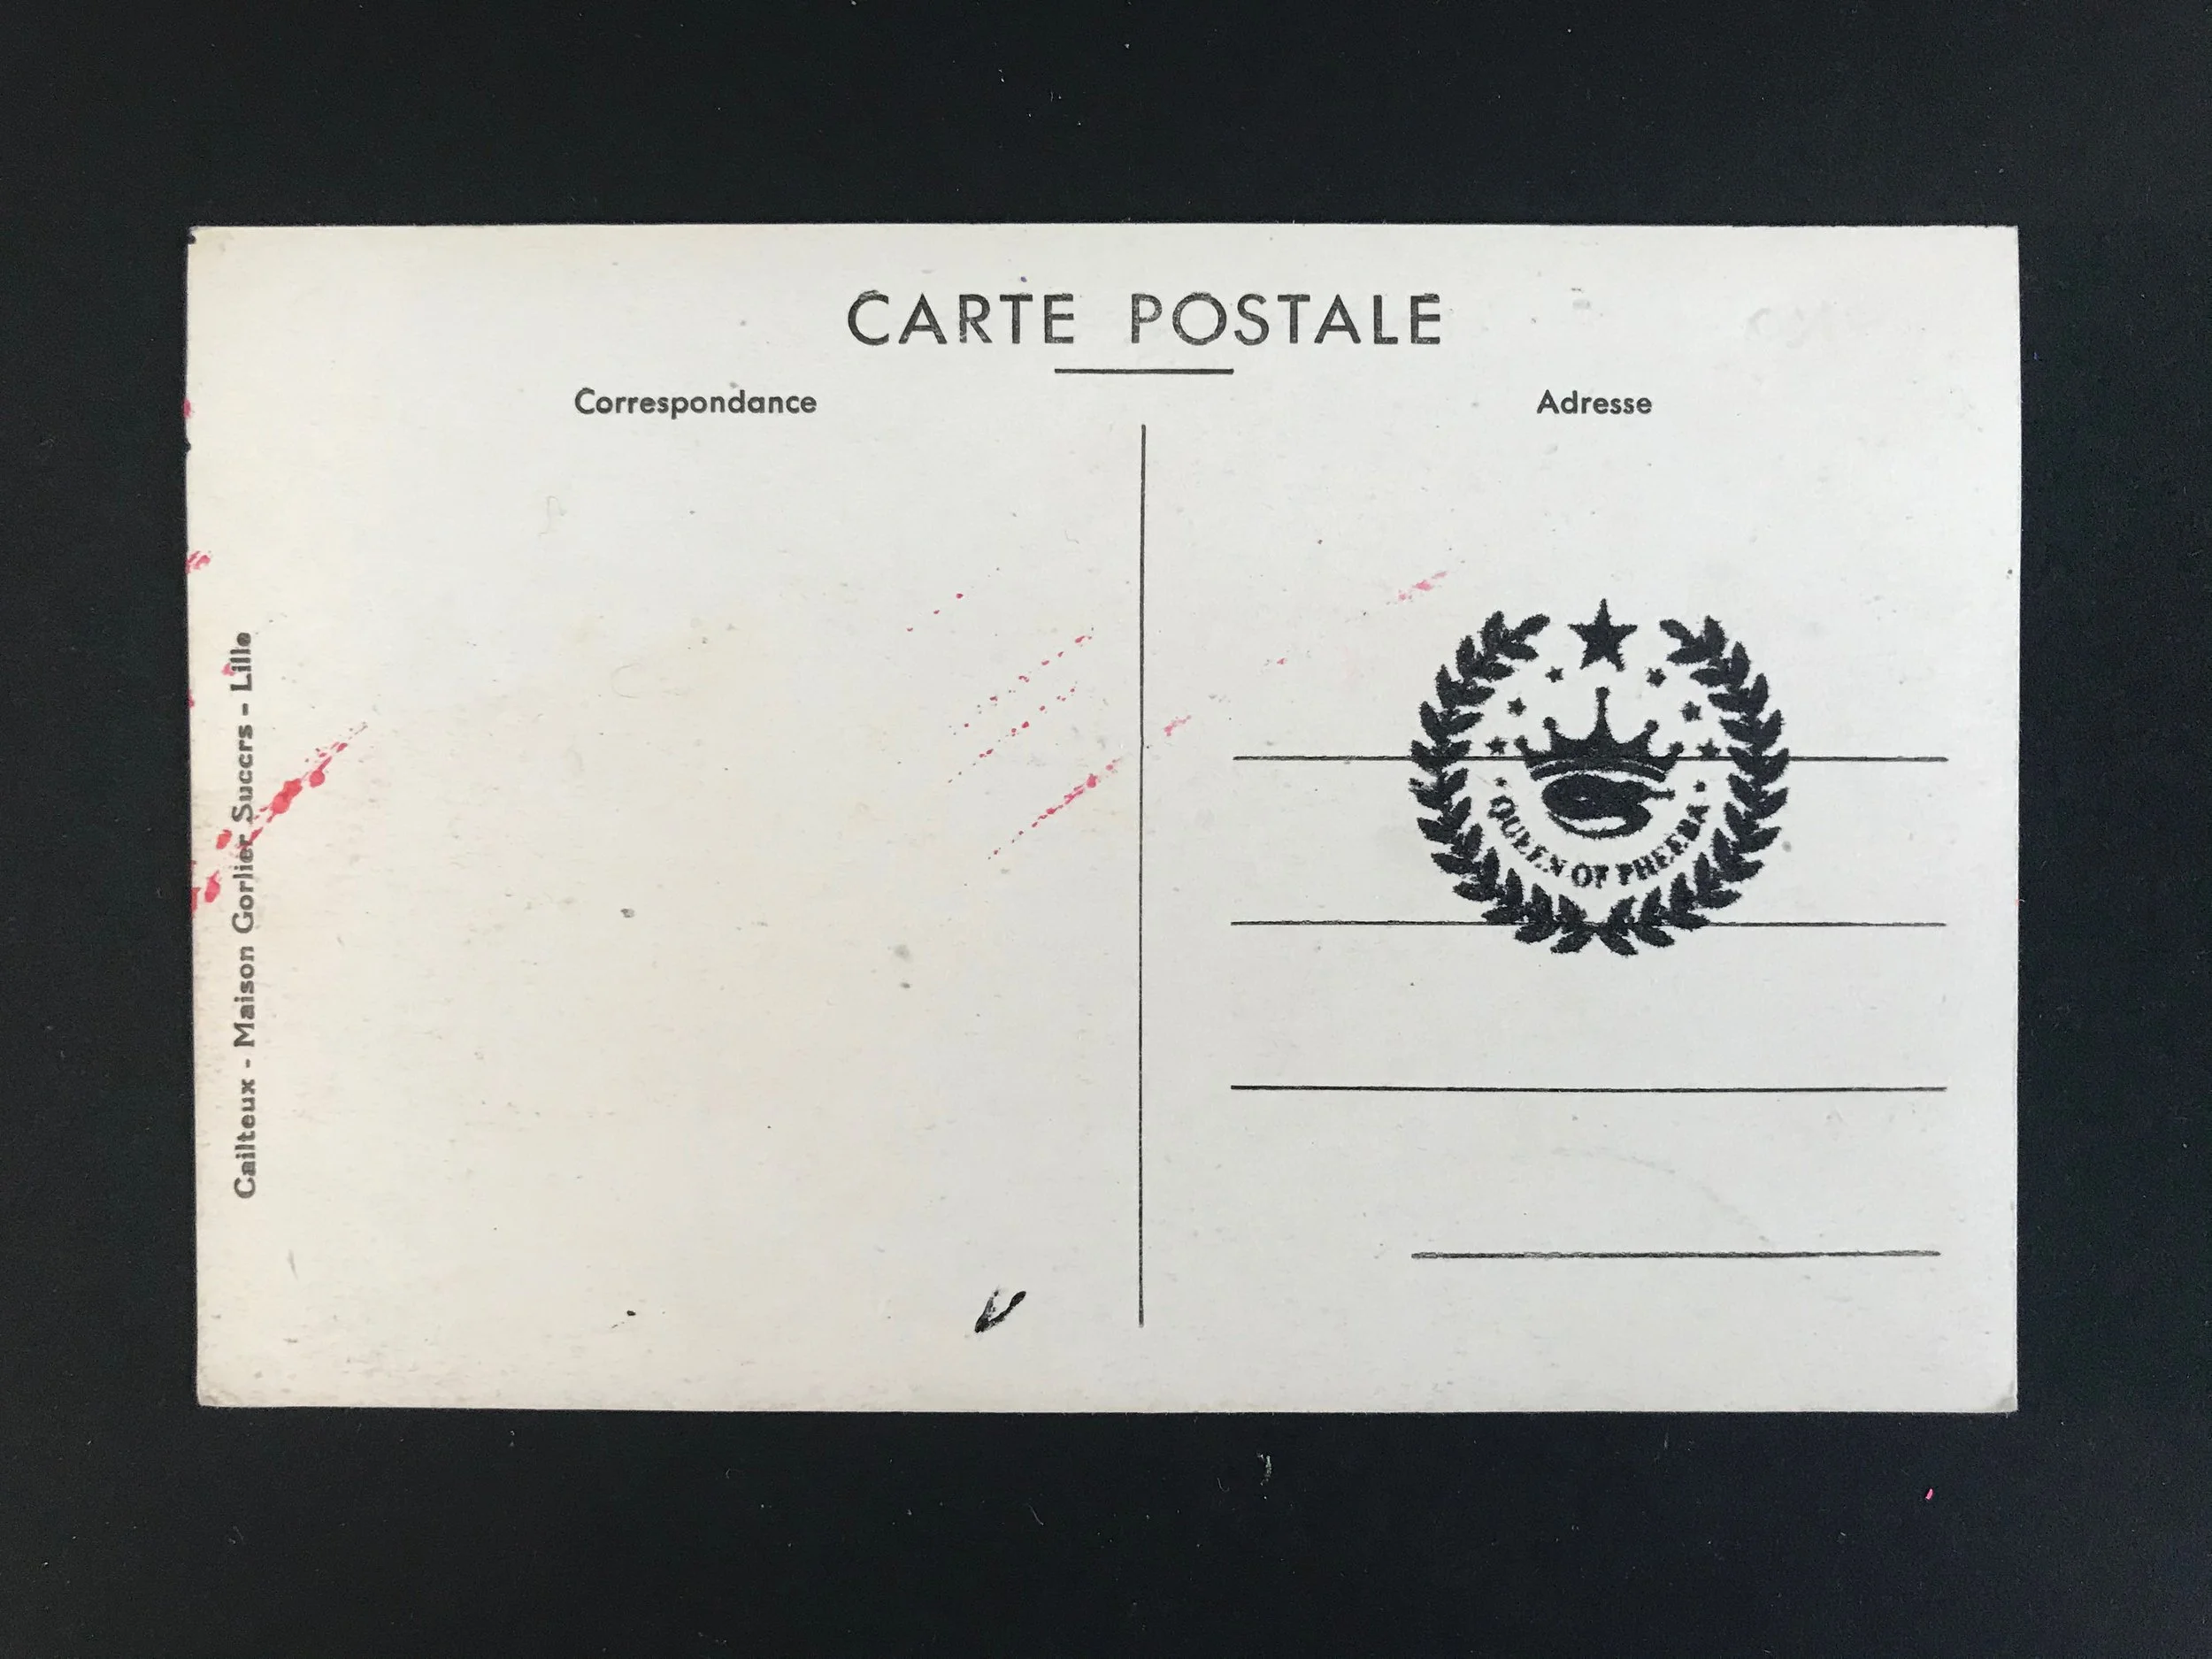 CARTE POSTALE
Correspondance
Adresse
Cailteux - Maison Gorlier Succrs - Lille
QUEEN OF PHEEBA